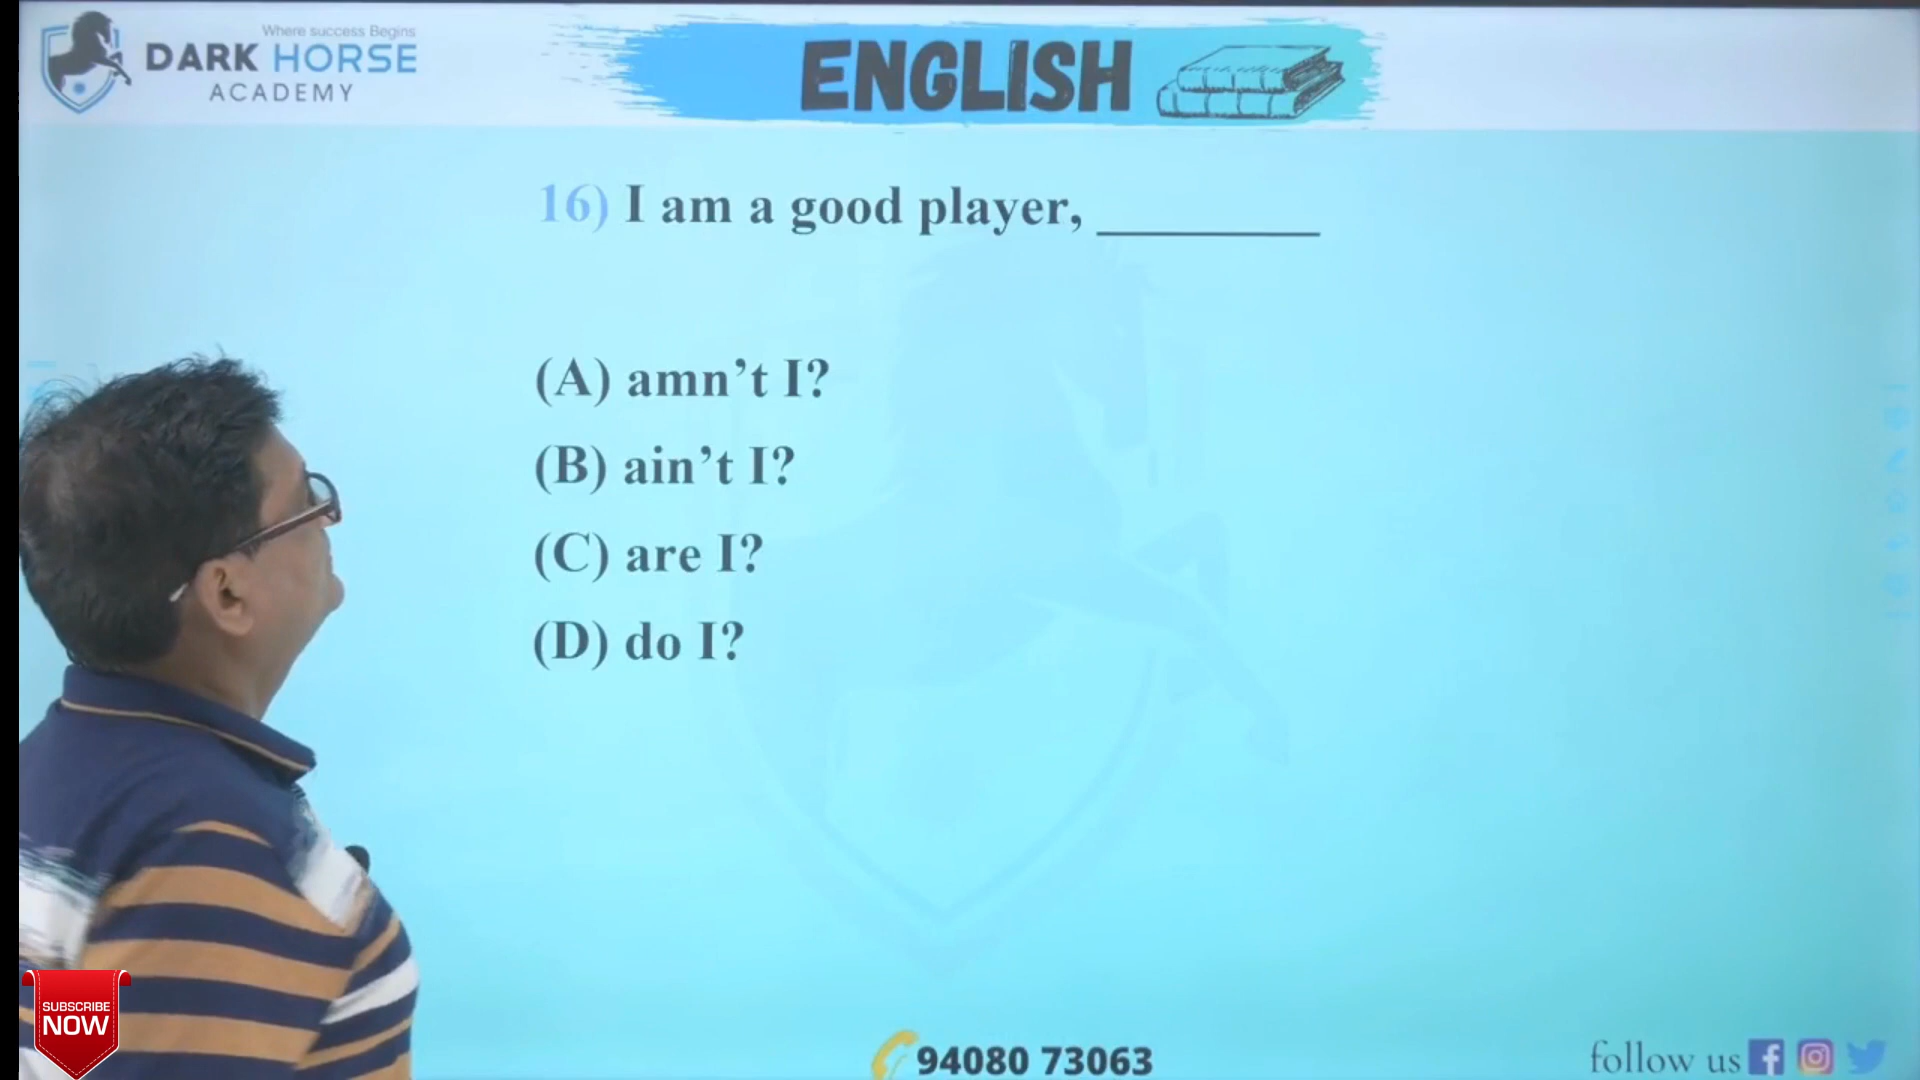 Where success Begins
DARK HORSE
ACADEMY
ENGLISH
16) I am a good player, __________
(A) amn’t I?
(B) ain’t I?
(C) are I?
(D) do I?
SUBSCRIBE
NOW
94080 73063
follow us